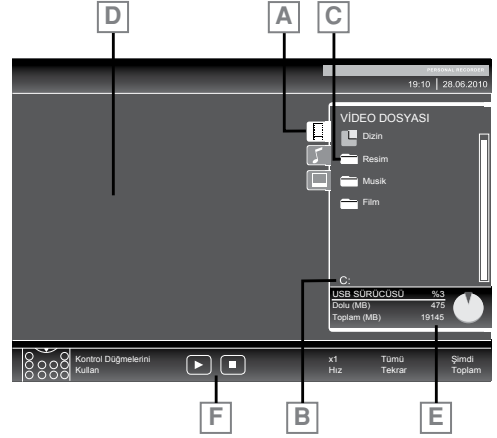 D A C
PERSONAL RECORDER
19:10 | 28.06.2010
VİDEO DOSYASI
Dizin
Resim
Musik
Film
C:
USB SÜRÜCÜSÜ %3
Dolu (MB) 475
Toplam (MB) 19145
Kontrol Düğmelerini
Kullan
x1 Tümü Şimdi
Hız Tekrar Toplam
F B E